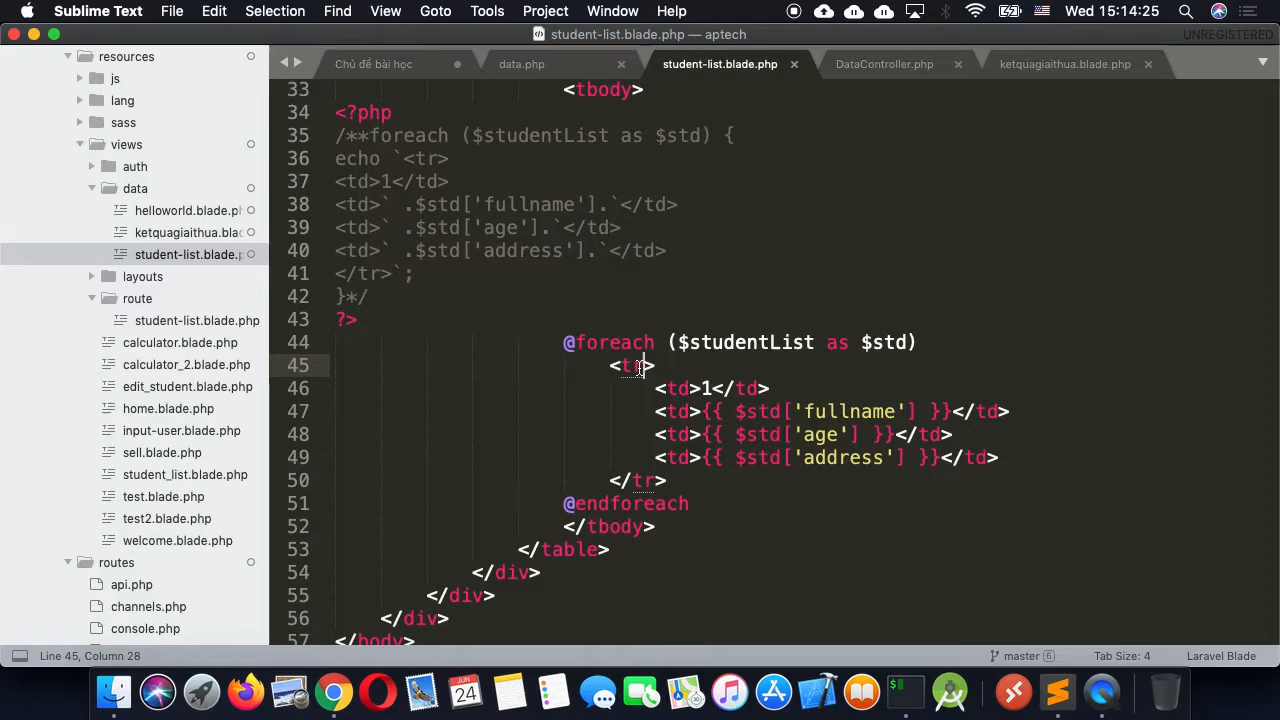 Sublime Text File Edit Selection Find View Goto Tools Project Window Help Wed 15:14:25
student-list.blade.php — aptech UNREGISTERED
Chủ đề bài học data.php student-list.blade.php DataController.php ketquagiaithua.blade.php
resources
js
lang
sass
views
auth
data
helloworld.blade.ph
ketquagiaithua.blad
student-list.blade.p
layouts
route
student-list.blade.php
calculator.blade.php
calculator_2.blade.php
edit_student.blade.php
home.blade.php
input-user.blade.php
sell.blade.php
student_list.blade.php
test.blade.php
test2.blade.php
welcome.blade.php
routes
api.php
channels.php
console.php
33 <tbody>
34 <?php
35 /**foreach ($studentList as $std) {
36 echo `<tr>
37 <td>1</td>
38 <td>` .$std['fullname'].`</td>
39 <td>` .$std['age'].`</td>
40 <td>` .$std['address'].`</td>
41 </tr>`;
42 }*/
43 ?>
44 @foreach ($studentList as $std)
45 <tr>
46 <td>1</td>
47 <td>{{ $std['fullname'] }}</td>
48 <td>{{ $std['age'] }}</td>
49 <td>{{ $std['address'] }}</td>
50 </tr>
51 @endforeach
52 </tbody>
53 </table>
54 </div>
55 </div>
56 </div>
57 </body>
Line 45, Column 28 master 6 Tab Size: 4 Laravel Blade
JUN
24